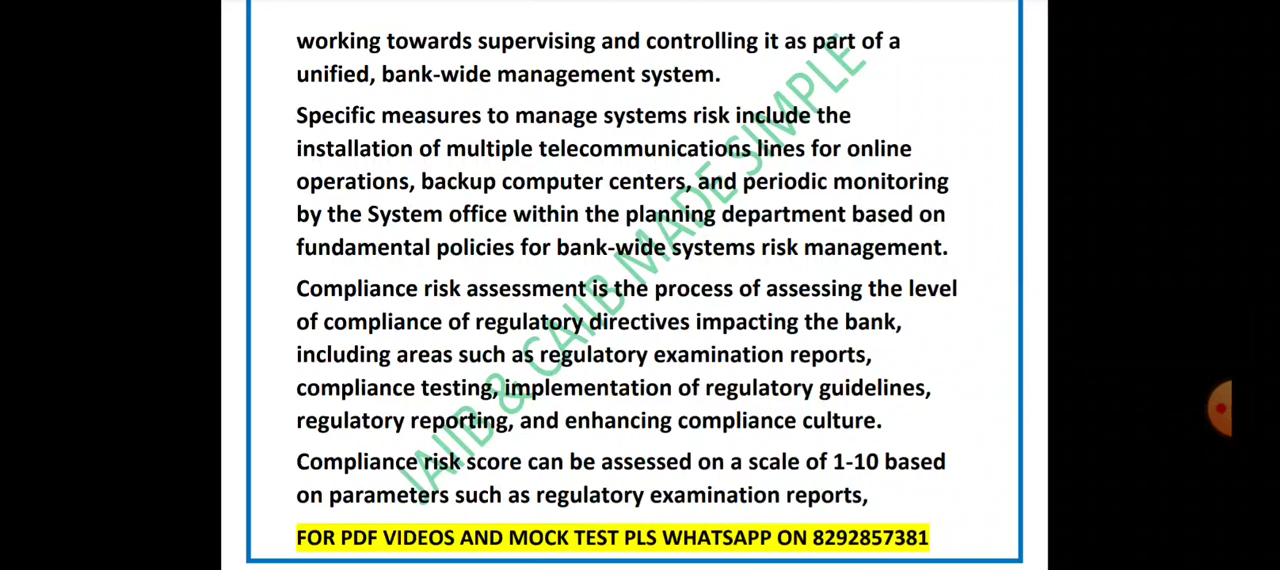 working towards supervising and controlling it as part of a
unified, bank-wide management system.
Specific measures to manage systems risk include the
installation of multiple telecommunications lines for online
operations, backup computer centers, and periodic monitoring
by the System office within the planning department based on
fundamental policies for bank-wide systems risk management.
Compliance risk assessment is the process of assessing the level
of compliance of regulatory directives impacting the bank,
including areas such as regulatory examination reports,
compliance testing, implementation of regulatory guidelines,
regulatory reporting, and enhancing compliance culture.
Compliance risk score can be assessed on a scale of 1-10 based
on parameters such as regulatory examination reports,
FOR PDF VIDEOS AND MOCK TEST PLS WHATSAPP ON 8292857381
JAIIB & CAIIB MADE SIMPLE